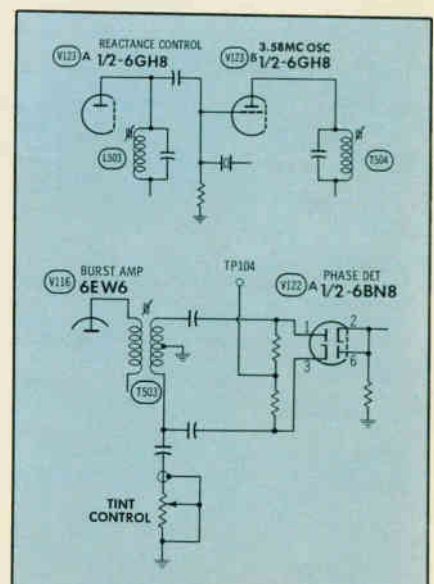 V123 A REACTANCE CONTROL
1/2-6GH8
V123 B 3.58MC OSC
1/2-6GH8
L503
T504
V116 BURST AMP
6EW6
TP104
V122 A PHASE DET
1/2-6BN8
1
2
3
6
T503
TINT
CONTROL